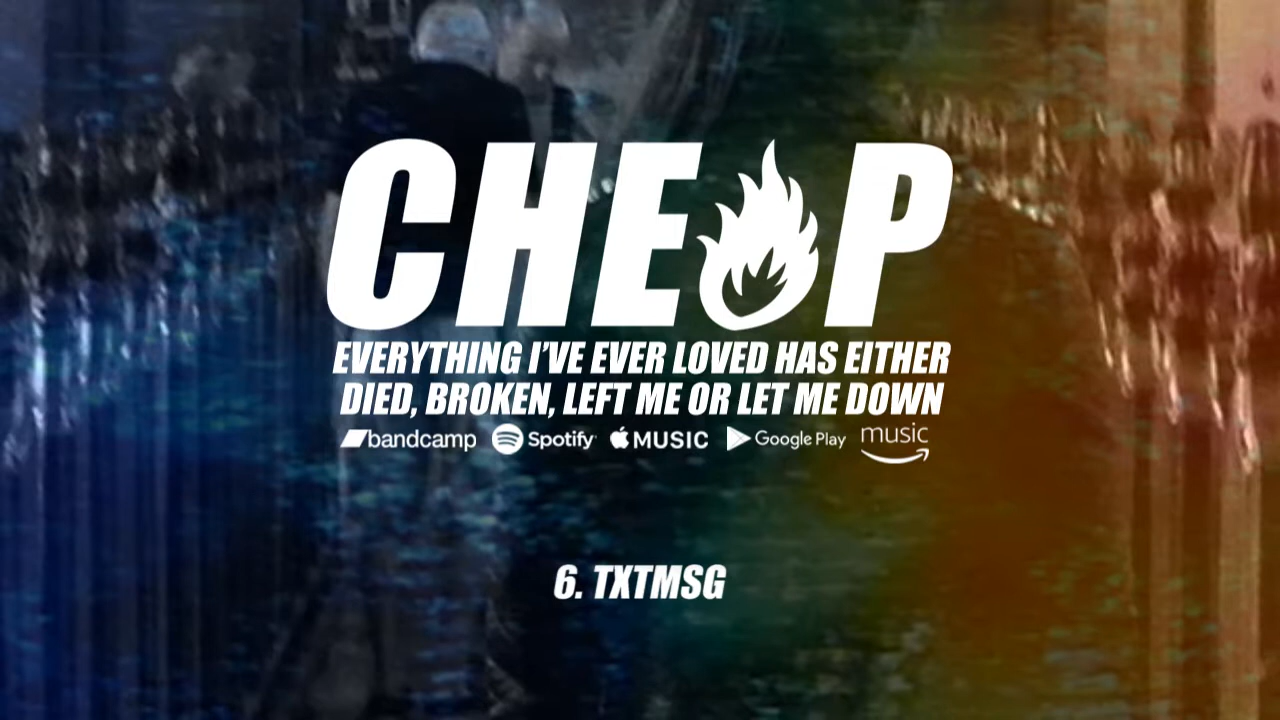 CHEAP
EVERYTHING I'VE EVER LOVED HAS EITHER
DIED, BROKEN, LEFT ME OR LET ME DOWN
bandcamp Spotify MUSIC Google Play music
6. TXTMSG